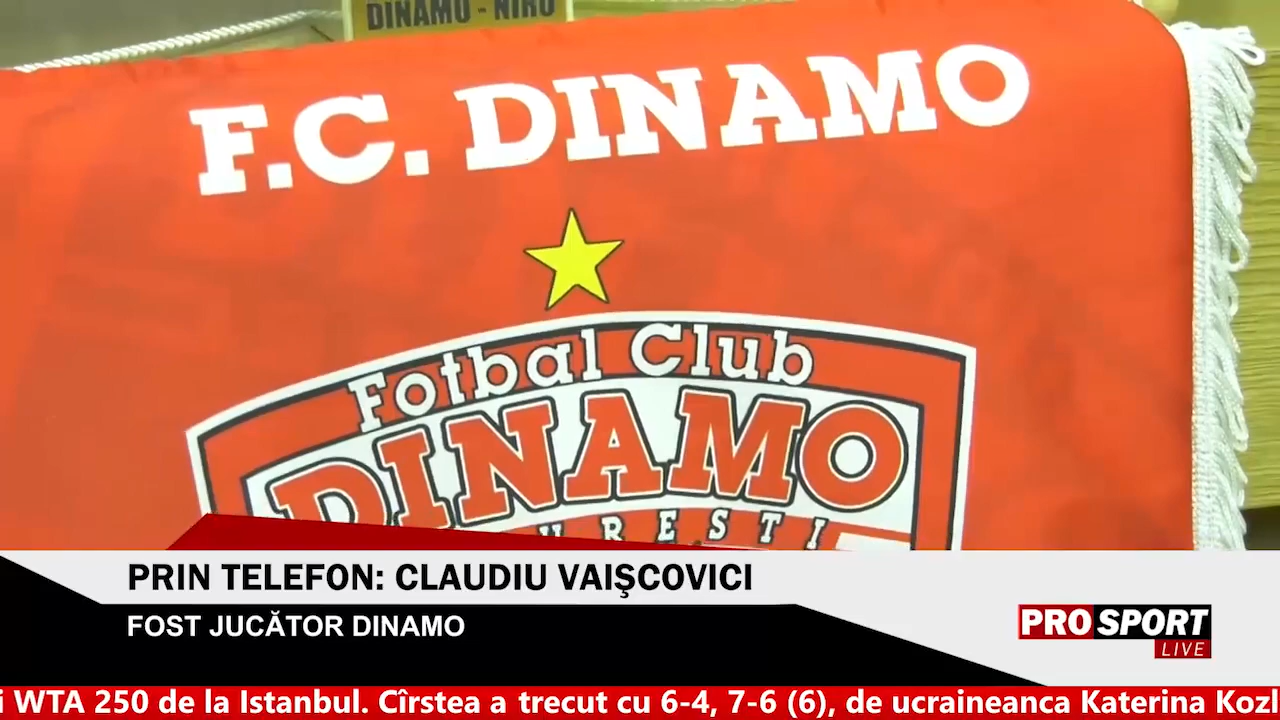 DINAMO - NIRO
F.C. DINAMO
Fotbal Club
DINAMO
PRIN TELEFON: CLAUDIU VAIŞCOVICI
FOST JUCĂTOR DINAMO
PRO SPORT
LIVE
i WTA 250 de la Istanbul. Cîrstea a trecut cu 6-4, 7-6 (6), de ucraineanca Katerina Kozl